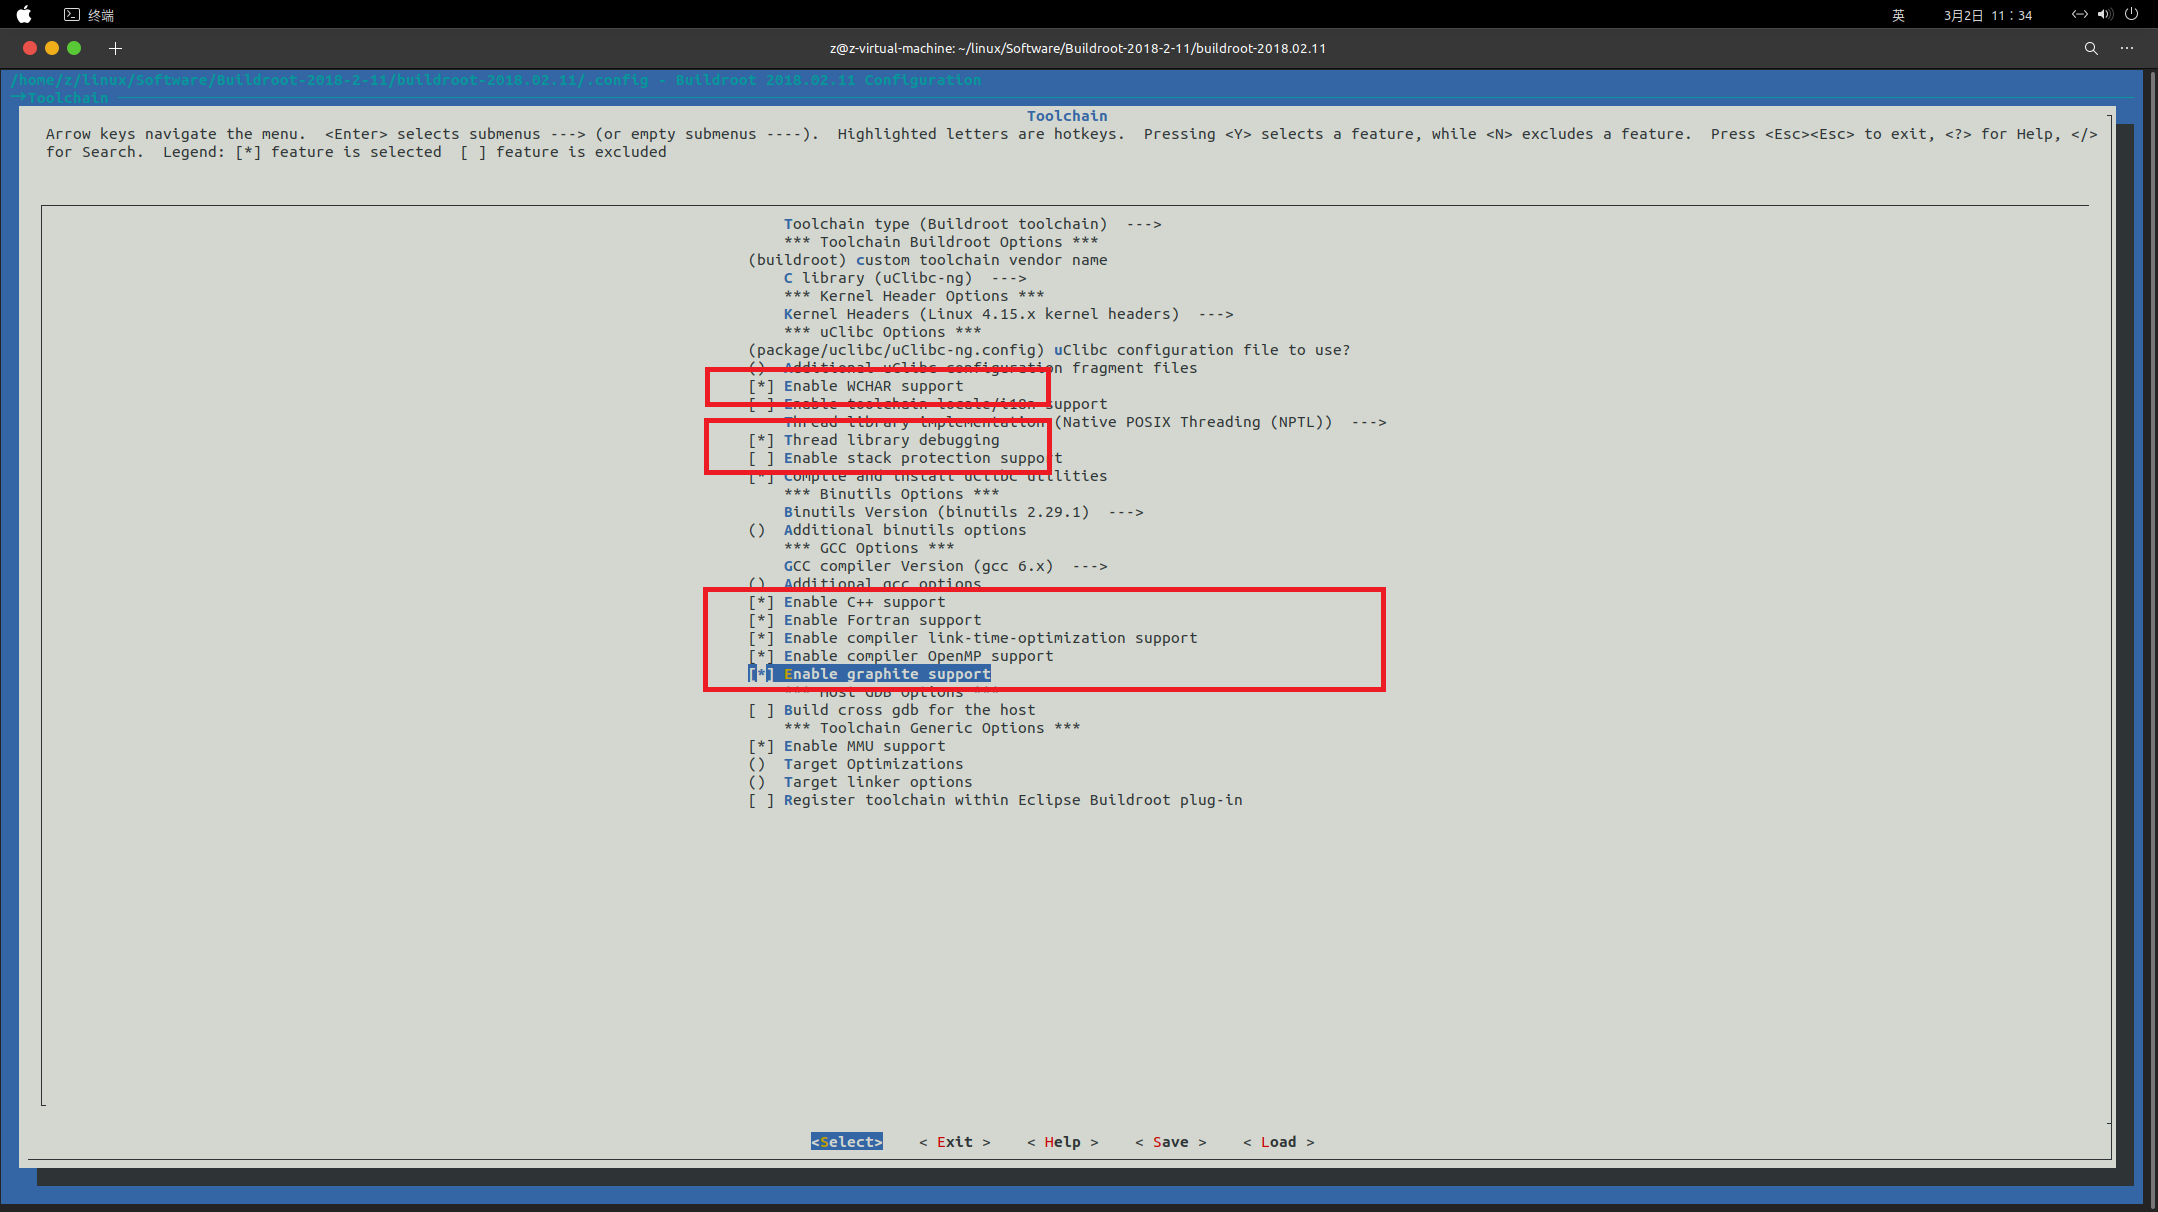 终端
英 3月2日 11：34
z@z-virtual-machine: ~/linux/Software/Buildroot-2018-2-11/buildroot-2018.02.11
/home/z/linux/Software/Buildroot-2018-2-11/buildroot-2018.02.11/.config - Buildroot 2018.02.11 Configuration
→Toolchain
Toolchain
Arrow keys navigate the menu.  <Enter> selects submenus ---> (or empty submenus ----).  Highlighted letters are hotkeys.  Pressing <Y> selects a feature, while <N> excludes a feature.  Press <Esc><Esc> to exit, <?> for Help, </>
for Search.  Legend: [*] feature is selected  [ ] feature is excluded
Toolchain type (Buildroot toolchain)  --->
*** Toolchain Buildroot Options ***
(buildroot) custom toolchain vendor name
C library (uClibc-ng)  --->
*** Kernel Header Options ***
Kernel Headers (Linux 4.15.x kernel headers)  --->
*** uClibc Options ***
(package/uclibc/uClibc-ng.config) uClibc configuration file to use?
()  Additional uClibc configuration fragment files
[*] Enable WCHAR support
[ ] Enable toolchain locale/i18n support
Thread library implementation (Native POSIX Threading (NPTL))  --->
[*] Thread library debugging
[ ] Enable stack protection support
[*] Compile and install uClibc utilities
*** Binutils Options ***
Binutils Version (binutils 2.29.1)  --->
()  Additional binutils options
*** GCC Options ***
GCC compiler Version (gcc 6.x)  --->
()  Additional gcc options
[*] Enable C++ support
[*] Enable Fortran support
[*] Enable compiler link-time-optimization support
[*] Enable compiler OpenMP support
[*] Enable graphite support
*** Host GDB Options ***
[ ] Build cross gdb for the host
*** Toolchain Generic Options ***
[*] Enable MMU support
()  Target Optimizations
()  Target linker options
[ ] Register toolchain within Eclipse Buildroot plug-in
<Select>    < Exit >    < Help >    < Save >    < Load >